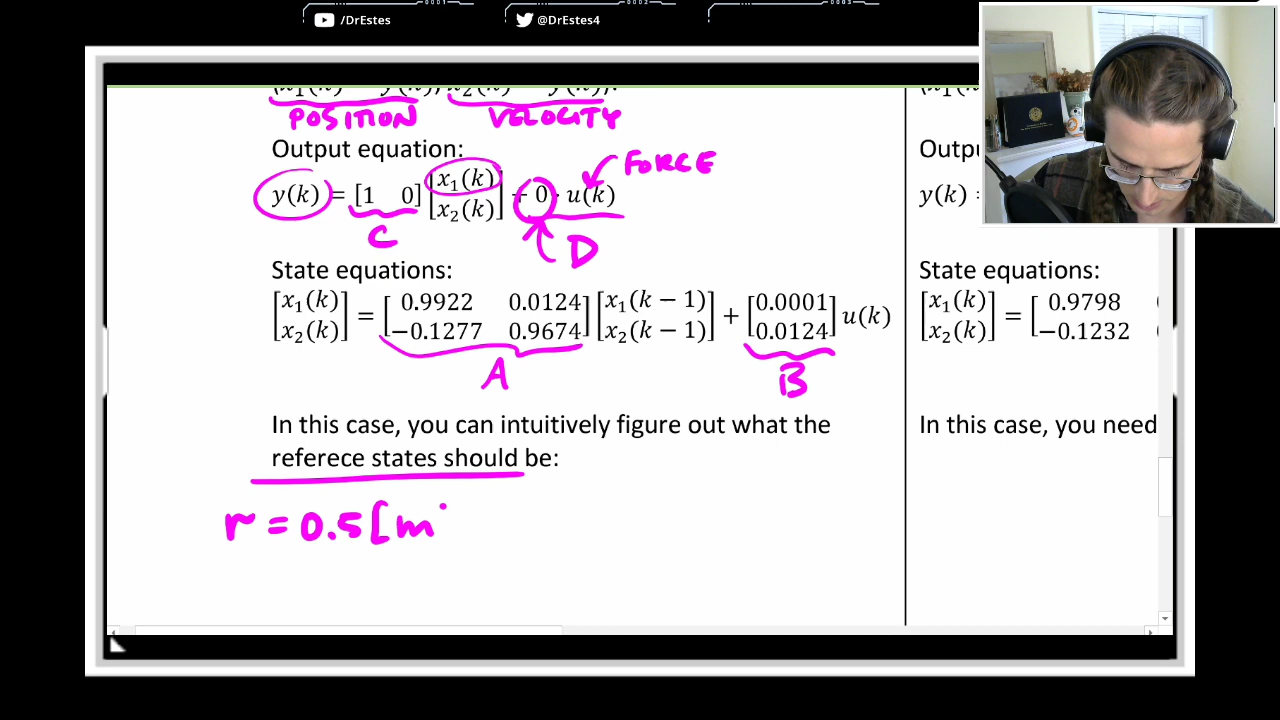 0001 0002 0003
/DrEstes @DrEstes4
POSITION VELOCITY
Output equation:
y(k) = [1 0] [x₁(k) x₂(k)] + 0 · u(k)
FORCE
C
D
State equations:
[x₁(k) x₂(k)] = [0.9922 0.0124 −0.1277 0.9674] [x₁(k − 1) x₂(k − 1)] + [0.0001 0.0124] u(k)
A B
In this case, you can intuitively figure out what the
referece states should be:
r = 0.5 [m
Outpu
y(k) =
State equations:
[x₁(k) x₂(k)] = [0.9798 −0.1232
In this case, you need